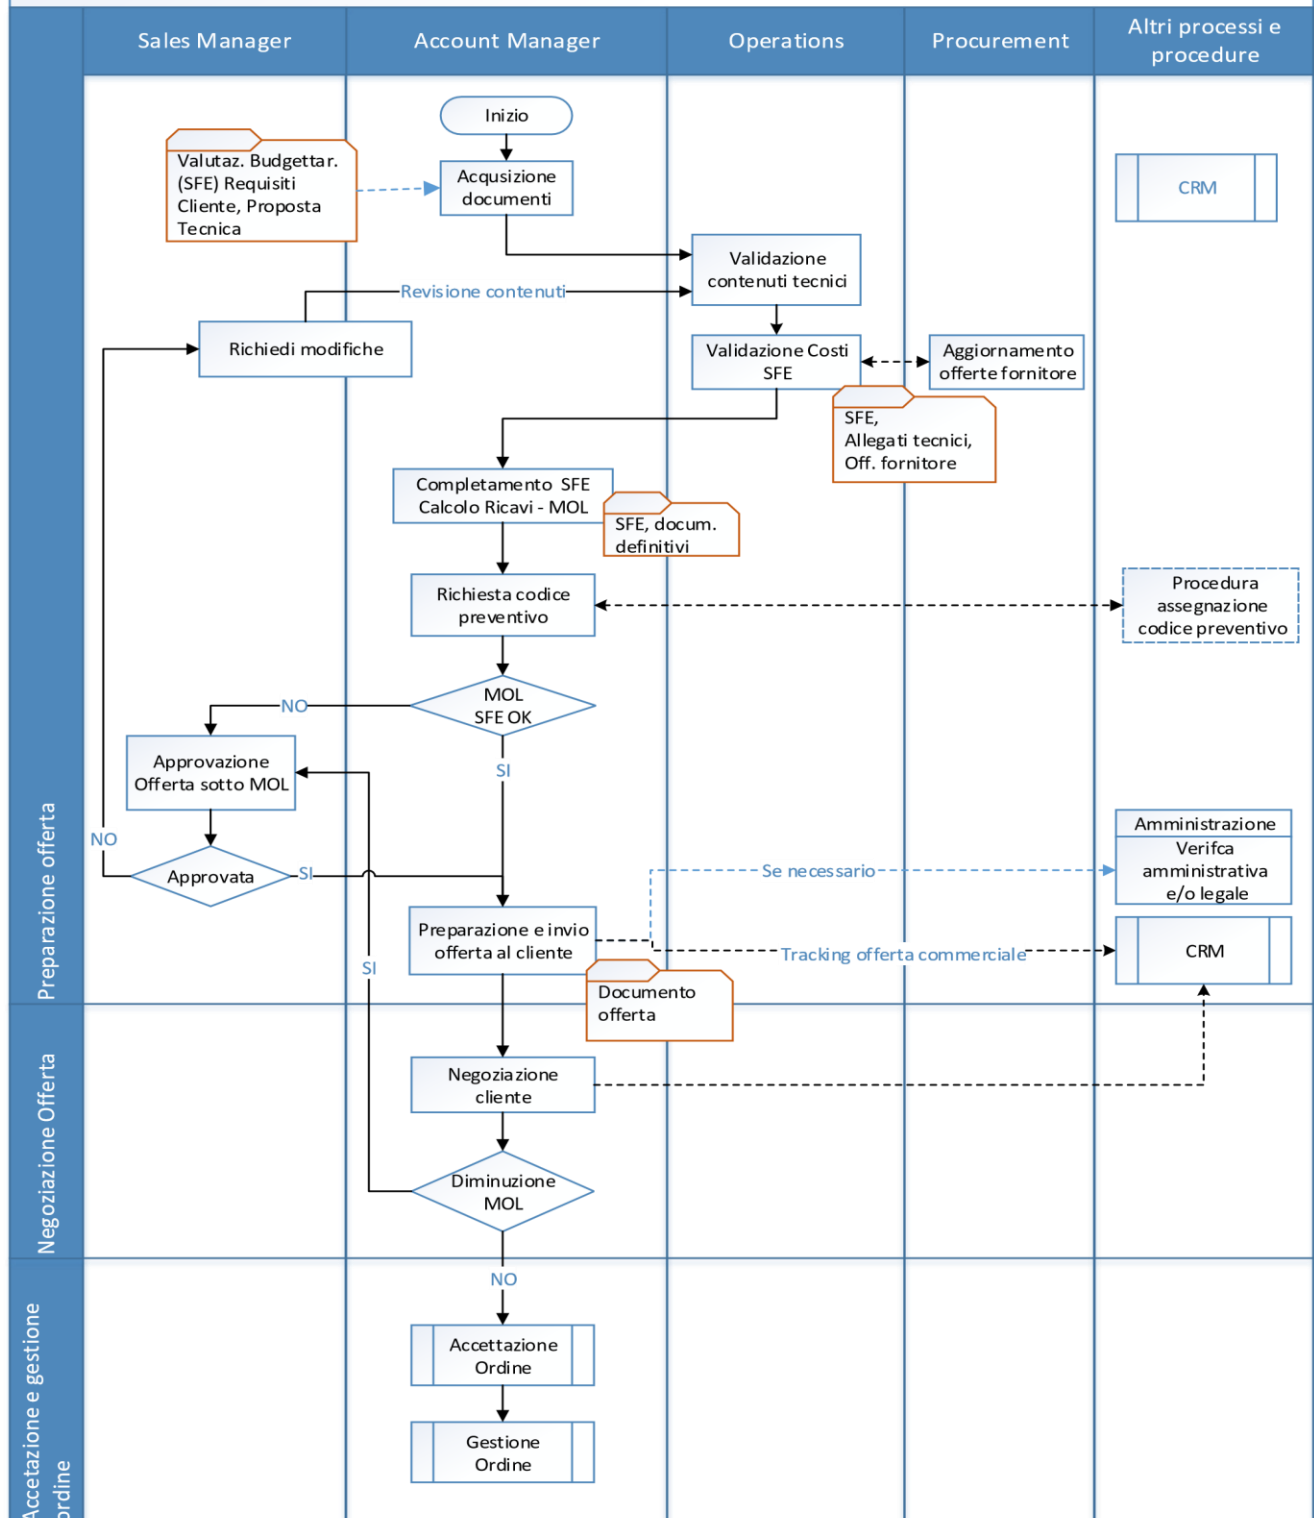 Sales Manager
Account Manager
Operations
Procurement
Altri processi e
procedure
Inizio
Valutaz. Budgettar.
(SFE) Requisiti
Cliente, Proposta
Tecnica
Acqusizione
documenti
CRM
Validazione
contenuti tecnici
Revisione contenuti
Richiedi modifiche
Validazione Costi
SFE
Aggiornamento
offerte fornitore
SFE,
Allegati tecnici,
Off. fornitore
Completamento SFE
Calcolo Ricavi - MOL
SFE, docum.
definitivi
Richiesta codice
preventivo
Procedura
assegnazione
codice preventivo
MOL
SFE OK
NO
SI
Approvazione
Offerta sotto MOL
NO
Approvata
SI
Amministrazione
Verifca
amministrativa
e/o legale
Se necessario
Preparazione e invio
offerta al cliente
Tracking offerta commerciale
CRM
SI
Documento
offerta
Preparazione offerta
Negoziazione
cliente
Diminuzione
MOL
Negoziazione Offerta
NO
Accettazione
Ordine
Gestione
Ordine
Accetazione e gestione
ordine